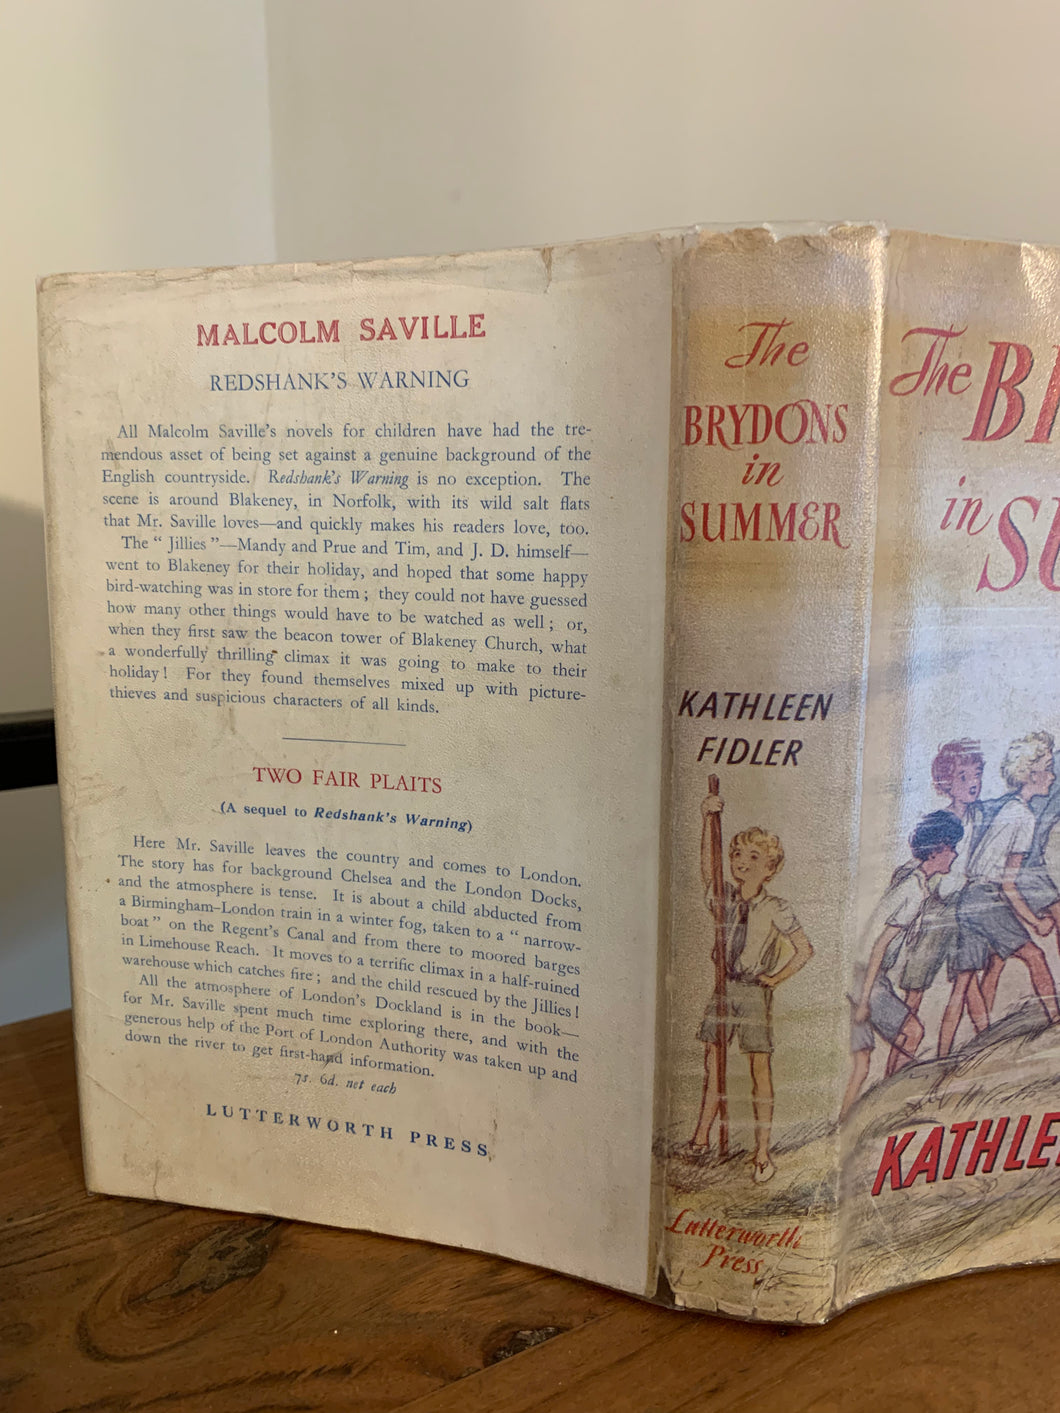 MALCOLM SAVILLE
REDSHANK'S WARNING
All Malcolm Saville's novels for children have had the tre-
mendous asset of being set against a genuine background of the
English countryside. Redshank's Warning is no exception. The
scene is around Blakeney, in Norfolk, with its wild salt flats
that Mr. Saville loves—and quickly makes his readers love, too.
The “ Jillies ”—Mandy and Prue and Tim, and J. D. himself—
went to Blakeney for their holiday, and hoped that some happy
bird-watching was in store for them ; they could not have guessed
how many other things would have to be watched as well ; or,
when they first saw the beacon tower of Blakeney Church, what
a wonderfully thrilling climax it was going to make to their
holiday ! For they found themselves mixed up with picture-
thieves and suspicious characters of all kinds.
TWO FAIR PLAITS
(A sequel to Redshank's Warning)
Here Mr. Saville leaves the country and comes to London.
The story has for background Chelsea and the London Docks,
and the atmosphere is tense. It is about a child abducted from
a Birmingham–London train in a winter fog, taken to a “ narrow-
boat ” on the Regent's Canal and from there to moored barges
in Limehouse Reach. It moves to a terrific climax in a half-ruined
warehouse which catches fire ; and the child rescued by the Jillies !
All the atmosphere of London's Dockland is in the book—
for Mr. Saville spent much time exploring there, and with the
generous help of the Port of London Authority was taken up and
down the river to get first-hand information.
7s. 6d. net each
LUTTERWORTH PRESS
The
BRYDONS
in
SUMMER
KATHLEEN
FIDLER
Lutterworth
Press
The BR
in SU
KATHLE